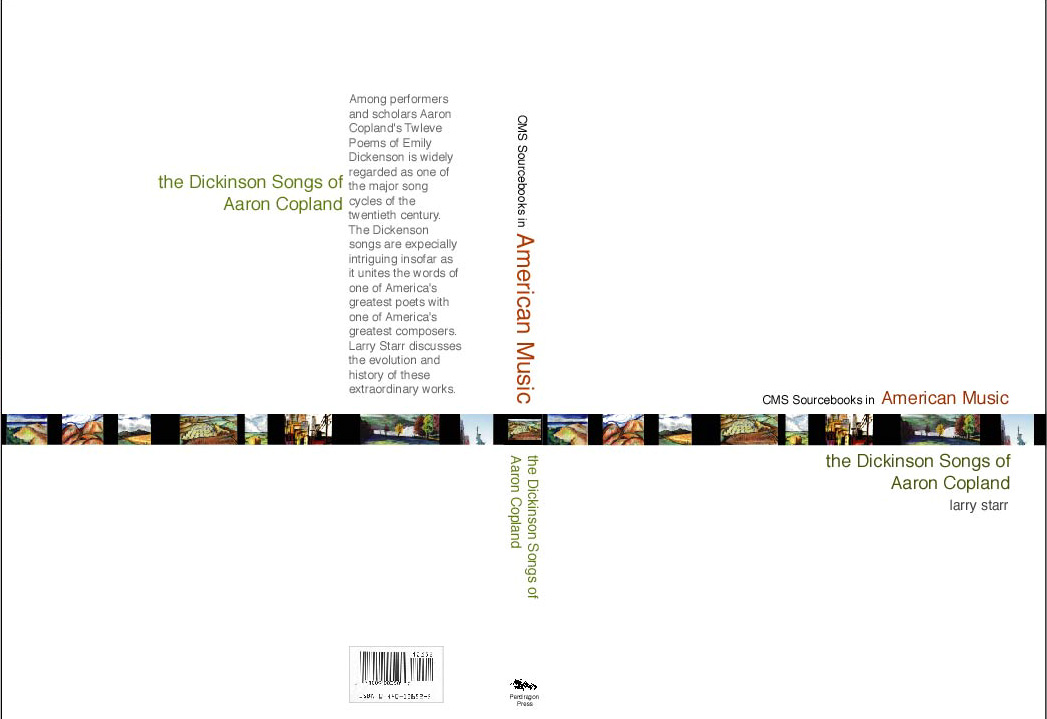 the Dickinson Songs of
Aaron Copland
Among performers
and scholars Aaron
Copland's Twleve
Poems of Emily
Dickenson is widely
regarded as one of
the major song
cycles of the
twentieth century.
The Dickenson
songs are expecially
intriguing insofar as
it unites the words of
one of America's
greatest poets with
one of America's
greatest composers.
Larry Starr discusses
the evolution and
history of these
extraordinary works.
CMS Sourcebooks in American Music
the Dickinson Songs of
Aaron Copland
Pendragon
Press
CMS Sourcebooks in American Music
the Dickinson Songs of
Aaron Copland
larry starr